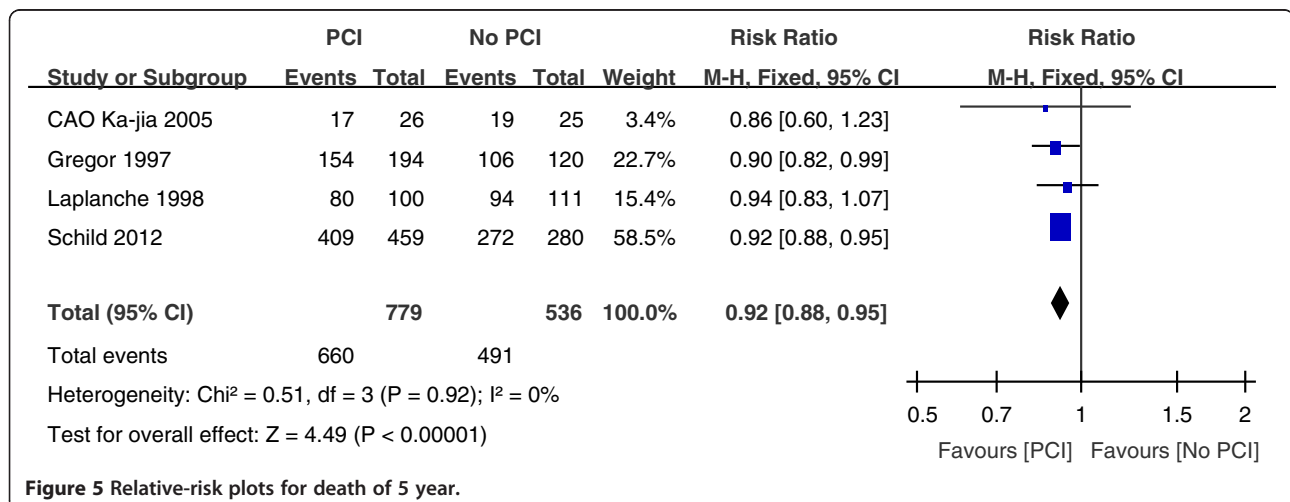 PCI No PCI Risk Ratio Risk Ratio
Study or Subgroup Events Total Events Total Weight M-H, Fixed, 95% CI M-H, Fixed, 95% CI
CAO Ka-jia 2005 17 26 19 25 3.4% 0.86 [0.60, 1.23]
Gregor 1997 154 194 106 120 22.7% 0.90 [0.82, 0.99]
Laplanche 1998 80 100 94 111 15.4% 0.94 [0.83, 1.07]
Schild 2012 409 459 272 280 58.5% 0.92 [0.88, 0.95]
Total (95% CI) 779 536 100.0% 0.92 [0.88, 0.95]
Total events 660 491
Heterogeneity: Chi² = 0.51, df = 3 (P = 0.92); I² = 0%
Test for overall effect: Z = 4.49 (P < 0.00001)
0.5 0.7 1 1.5 2
Favours [PCI] Favours [No PCI]
Figure 5 Relative-risk plots for death of 5 year.